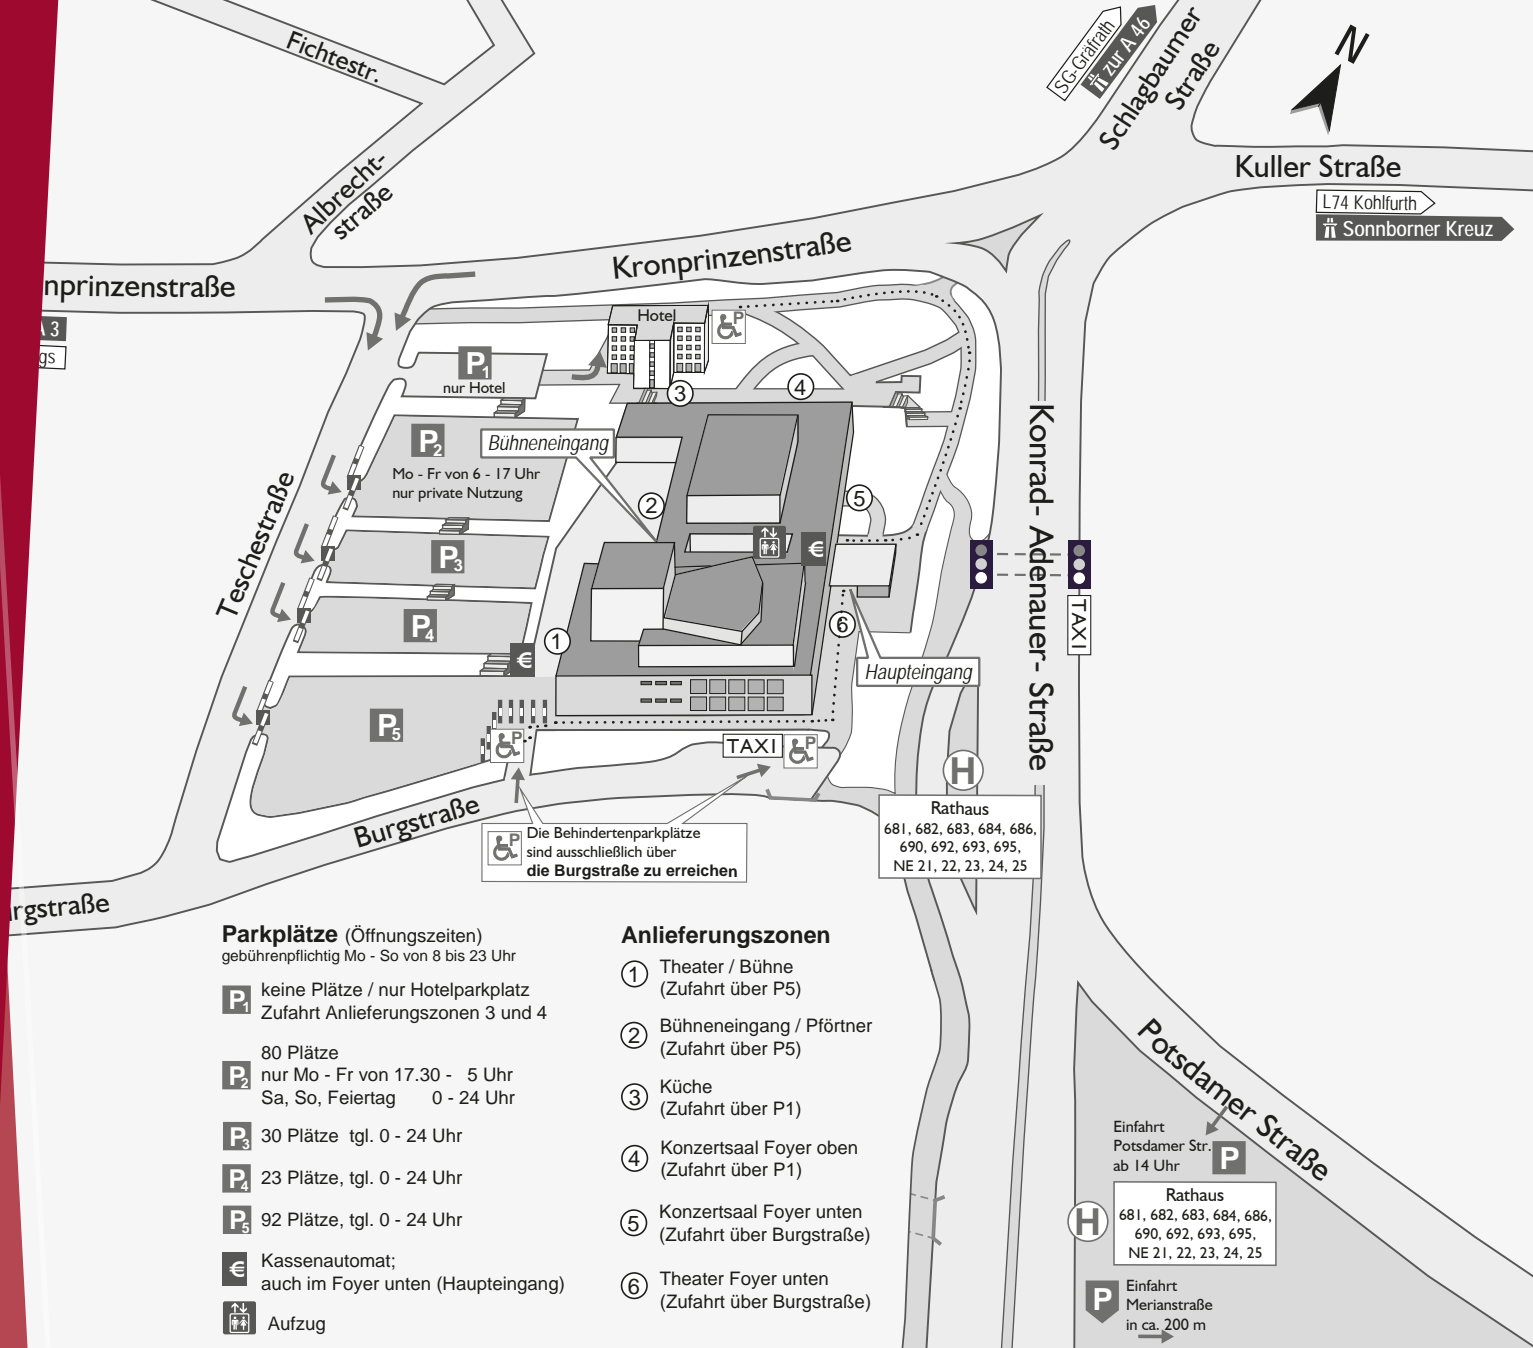 Fichtestr.
Albrecht-
straße
SG-Gräfrath
zur A 46
Schlagbaumer
Straße
N
Kuller Straße
L74 Kohlfurth
Sonnborner Kreuz
Kronprinzenstraße
nprinzenstraße
A 3
gs
Hotel
P
P1
nur Hotel
3
4
P2
Mo - Fr von 6 - 17 Uhr
nur private Nutzung
Bühneneingang
2
5
€
P3
P4
€
1
6
Haupteingang
P5
Teschestraße
Konrad- Adenauer- Straße
TAXI
P
TAXI
P
H
Burgstraße
P
Die Behindertenparkplätze
sind ausschließlich über
die Burgstraße zu erreichen
Rathaus
681, 682, 683, 684, 686,
690, 692, 693, 695,
NE 21, 22, 23, 24, 25
rgstraße
Parkplätze (Öffnungszeiten)
gebührenpflichtig Mo - So von 8 bis 23 Uhr
P1
keine Plätze / nur Hotelparkplatz
Zufahrt Anlieferungszonen 3 und 4
P2
80 Plätze
nur Mo - Fr von 17.30 - 5 Uhr
Sa, So, Feiertag 0 - 24 Uhr
P3 30 Plätze tgl. 0 - 24 Uhr
P4 23 Plätze, tgl. 0 - 24 Uhr
P5 92 Plätze, tgl. 0 - 24 Uhr
€
Kassenautomat;
auch im Foyer unten (Haupteingang)
Aufzug
Anlieferungszonen
1 Theater / Bühne
(Zufahrt über P5)
2 Bühneneingang / Pförtner
(Zufahrt über P5)
3 Küche
(Zufahrt über P1)
4 Konzertsaal Foyer oben
(Zufahrt über P1)
5 Konzertsaal Foyer unten
(Zufahrt über Burgstraße)
6 Theater Foyer unten
(Zufahrt über Burgstraße)
Potsdamer Straße
Einfahrt
Potsdamer Str.
ab 14 Uhr
P
H
Rathaus
681, 682, 683, 684, 686,
690, 692, 693, 695,
NE 21, 22, 23, 24, 25
P
Einfahrt
Merianstraße
in ca. 200 m